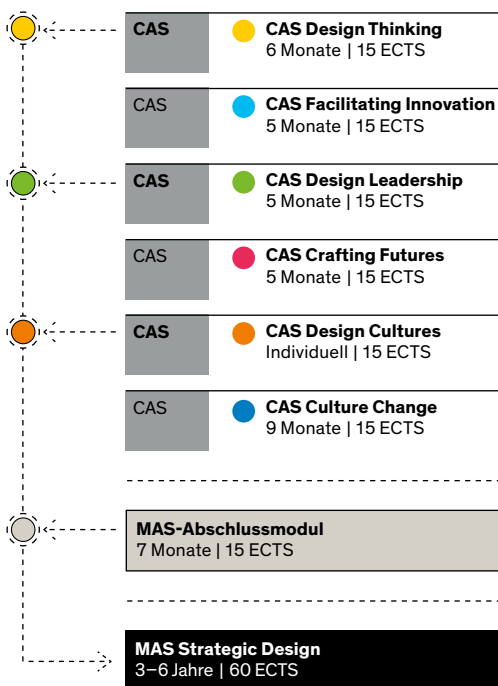 CAS
CAS Design Thinking
6 Monate | 15 ECTS
CAS
CAS Facilitating Innovation
5 Monate | 15 ECTS
CAS
CAS Design Leadership
5 Monate | 15 ECTS
CAS
CAS Crafting Futures
5 Monate | 15 ECTS
CAS
CAS Design Cultures
Individuell | 15 ECTS
CAS
CAS Culture Change
9 Monate | 15 ECTS
MAS-Abschlussmodul
7 Monate | 15 ECTS
MAS Strategic Design
3–6 Jahre | 60 ECTS